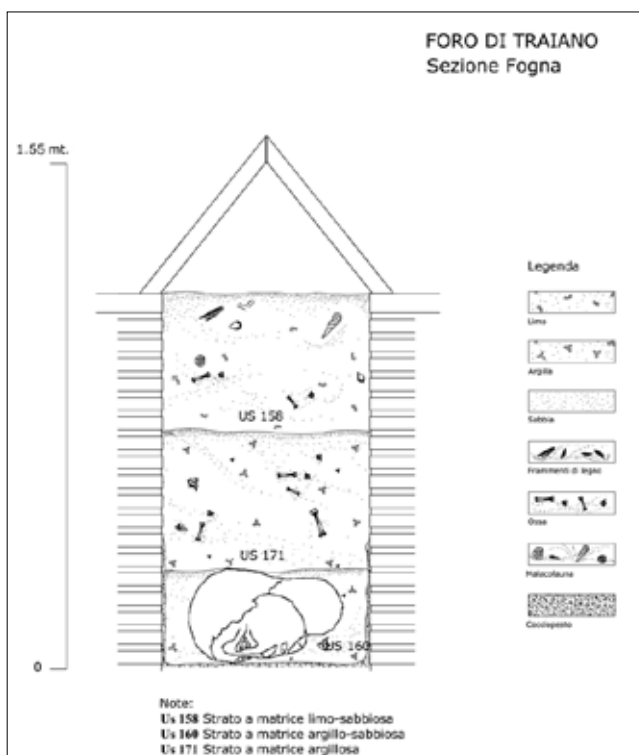 FORO DI TRAIANO
Sezione Fogna
1.55 mt.
Legenda
Limo
Argilla
Sabbia
Frammenti di legno
Ossa
Malacofauna
Cocciopesto
US 158
US 171
US 160
0
Note:
Us 158 Strato a matrice limo-sabbiosa
Us 160 Strato a matrice argillo-sabbiosa
Us 171 Strato a matrice argillosa